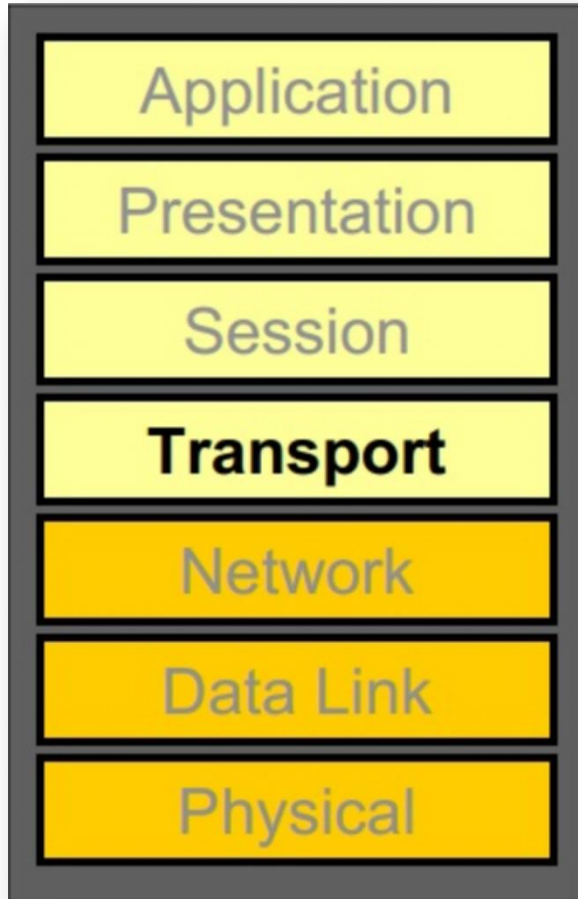 Application
Presentation
Session
Transport
Network
Data Link
Physical